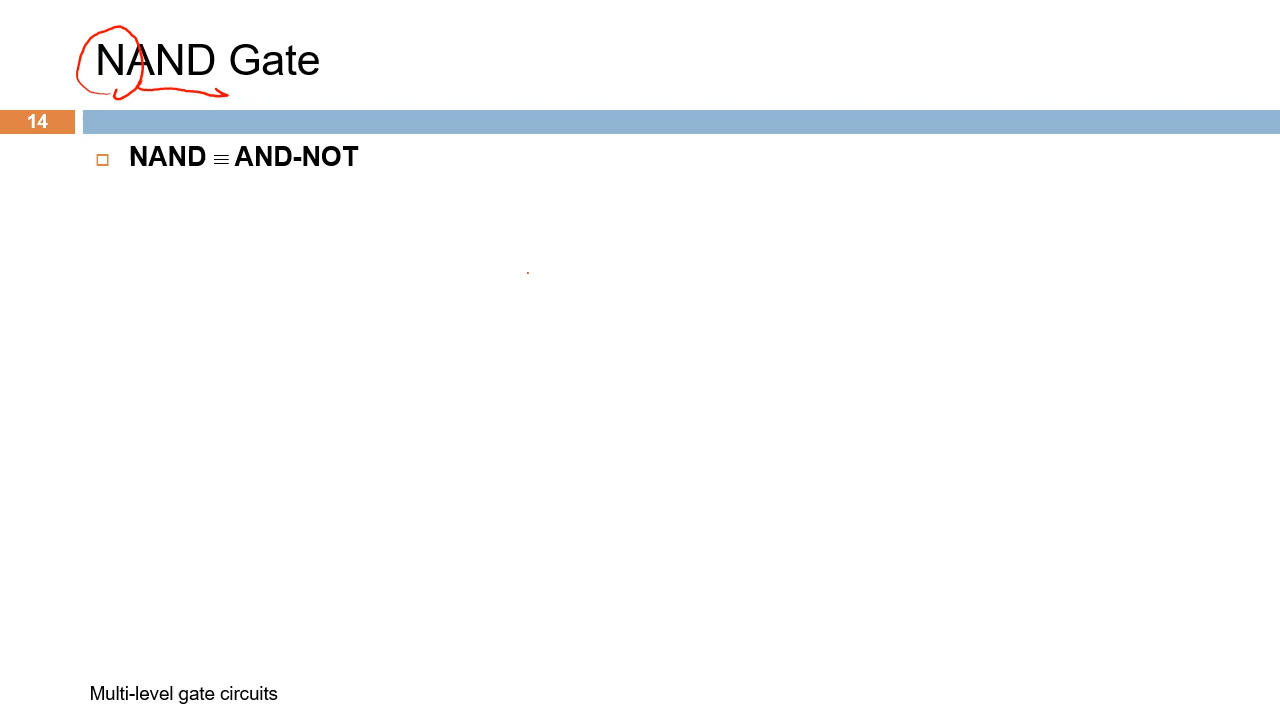 NAND Gate
14
NAND ≡ AND-NOT
Multi-level gate circuits